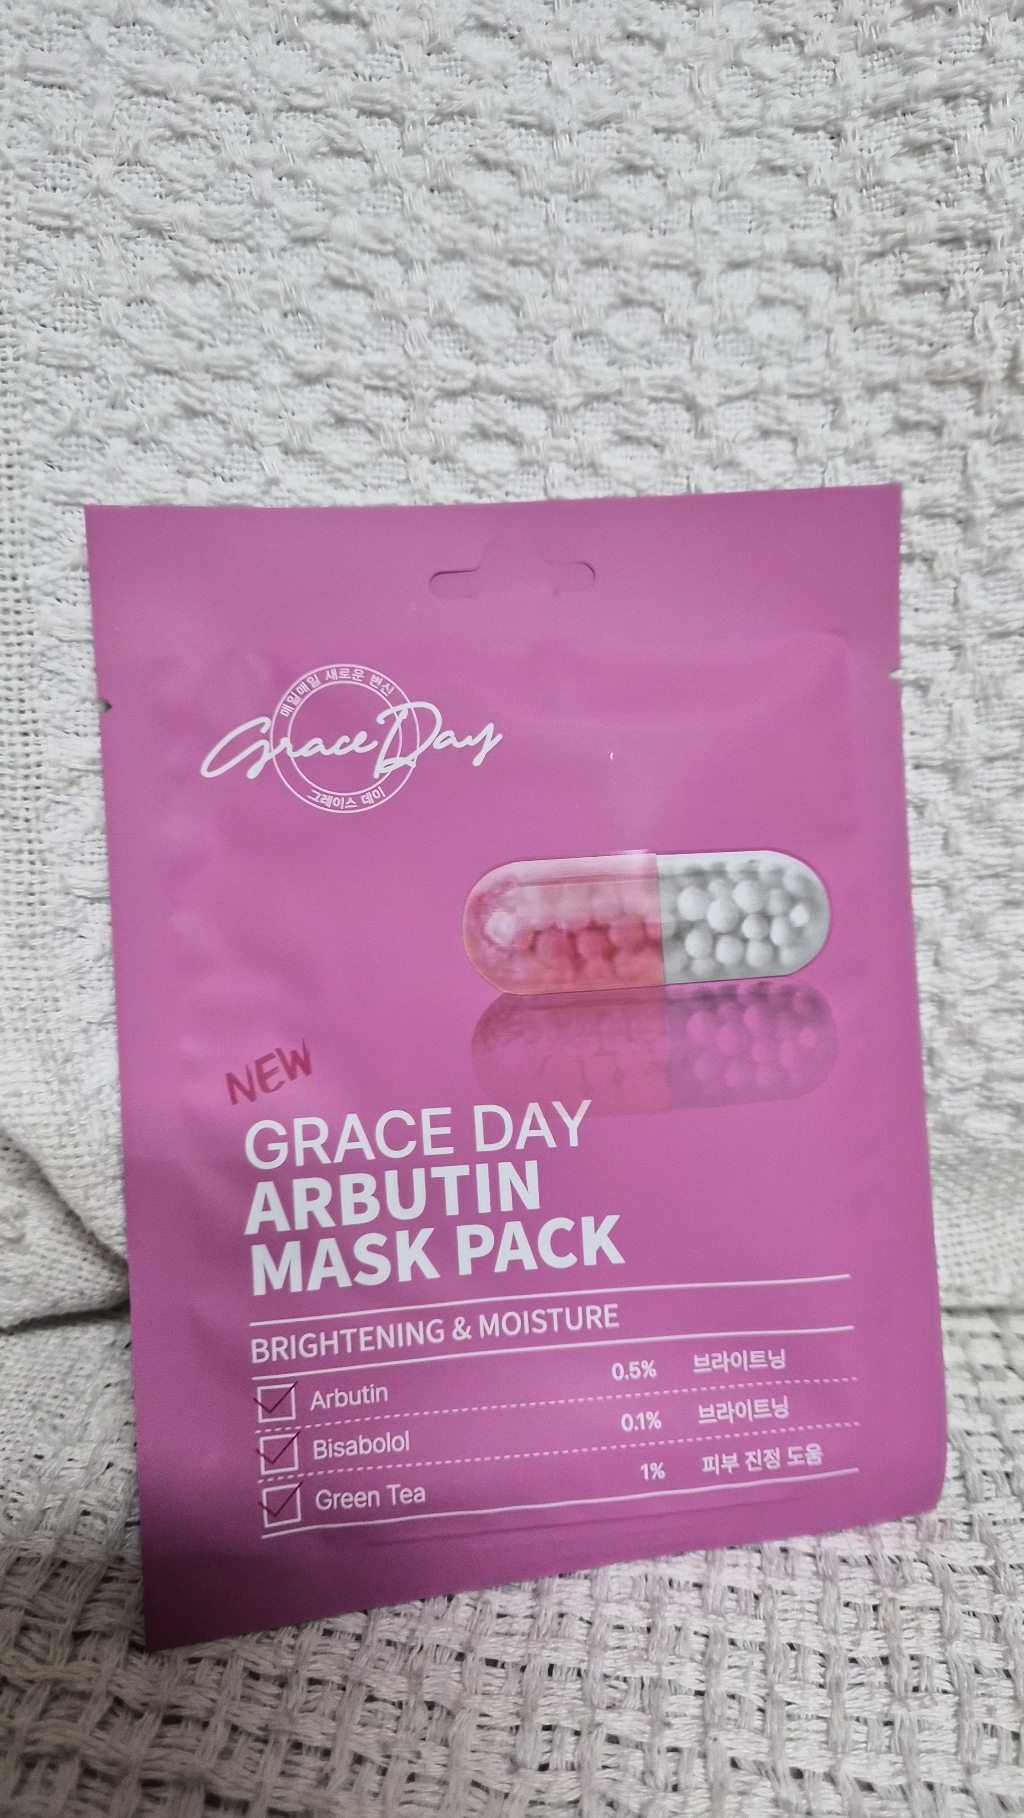 매일매일 새로운 변신
Grace Day
그레이스 데이
NEW
GRACE DAY
ARBUTIN
MASK PACK
BRIGHTENING & MOISTURE
Arbutin 0.5% 브라이트닝
Bisabolol 0.1% 브라이트닝
Green Tea 1% 피부 진정 도움